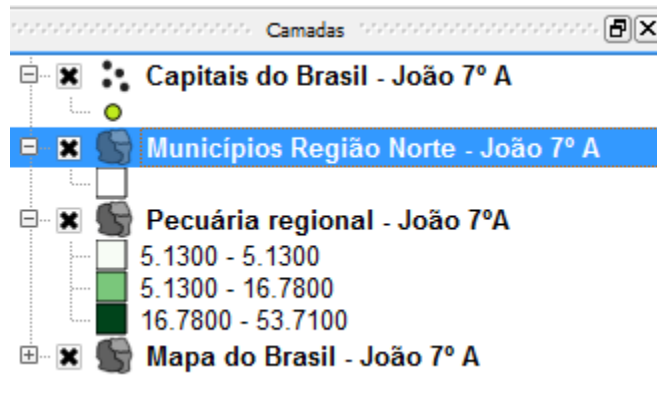 Camadas
Capitais do Brasil - João 7º A
Municípios Região Norte - João 7º A
Pecuária regional - João 7ºA
5.1300 - 5.1300
5.1300 - 16.7800
16.7800 - 53.7100
Mapa do Brasil - João 7º A